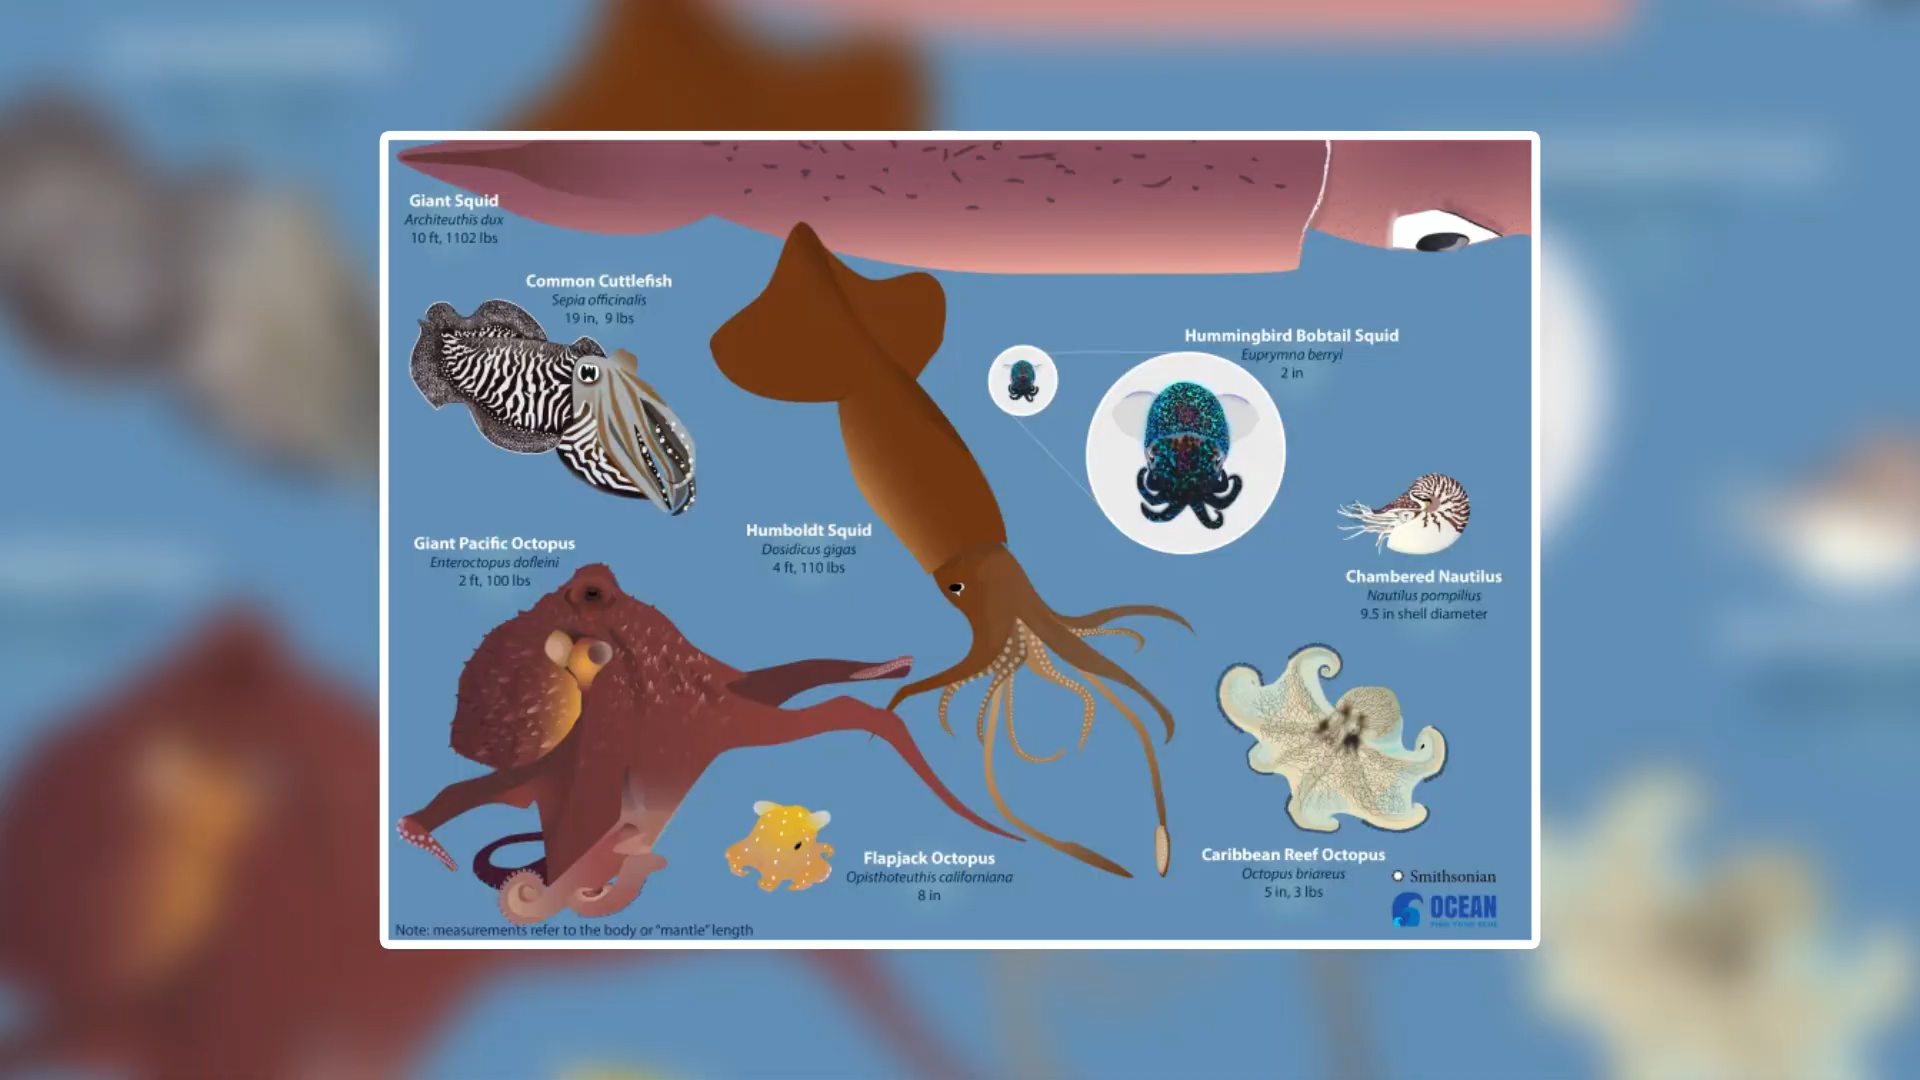 Giant Squid
Architeuthis dux
10 ft, 1102 lbs
Common Cuttlefish
Sepia officinalis
19 in, 9 lbs
Hummingbird Bobtail Squid
Euprymna berryi
2 in
Giant Pacific Octopus
Enteroctopus dofleini
2 ft, 100 lbs
Humboldt Squid
Dosidicus gigas
4 ft, 110 lbs
Chambered Nautilus
Nautilus pompilius
9.5 in shell diameter
Flapjack Octopus
Opisthoteuthis californiana
8 in
Caribbean Reef Octopus
Octopus briareus
5 in, 3 lbs
Smithsonian
OCEAN
FIND YOUR BLUE
Note: measurements refer to the body or "mantle" length